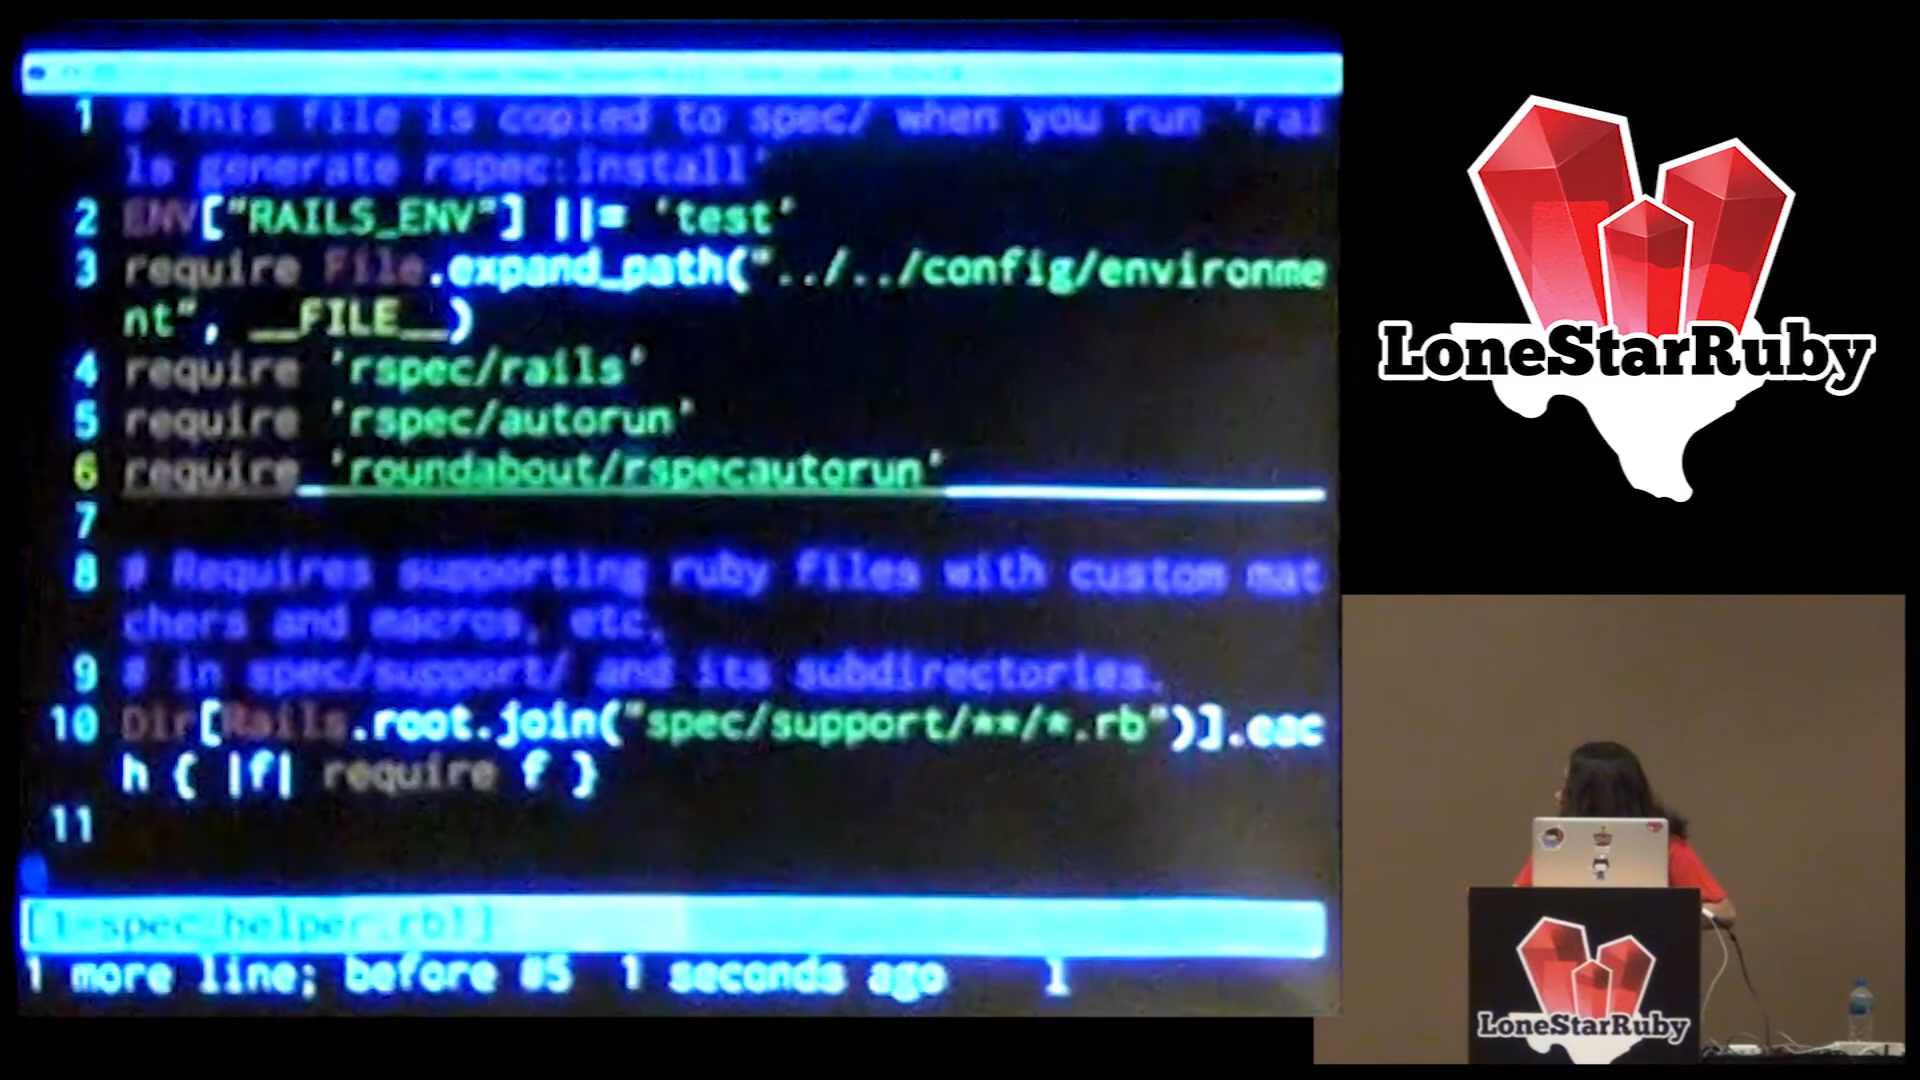 1 # This file is copied to spec/ when you run 'rai
ls generate rspec:install'
2 ENV["RAILS_ENV"] ||= 'test'
3 require File.expand_path("../../config/environme
nt", __FILE__)
4 require 'rspec/rails'
5 require 'rspec/autorun'
6 require 'roundabout/rspecautorun'
7
8 # Requires supporting ruby files with custom mat
chers and macros, etc,
9 # in spec/support/ and its subdirectories.
10 Dir[Rails.root.join("spec/support/**/*.rb")].eac
h { |f| require f }
11
[1-spec_helper.rb!]
1 more line; before #5 1 seconds ago 1
LoneStarRuby
LoneStarRuby